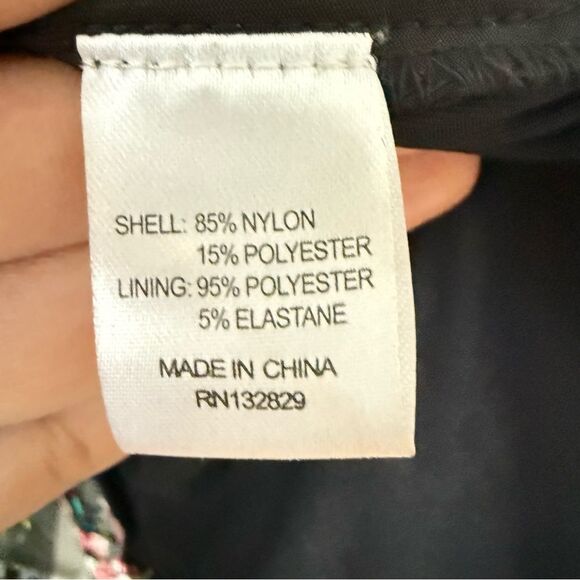 SHELL: 85% NYLON
15% POLYESTER
LINING: 95% POLYESTER
5% ELASTANE
MADE IN CHINA
RN132829